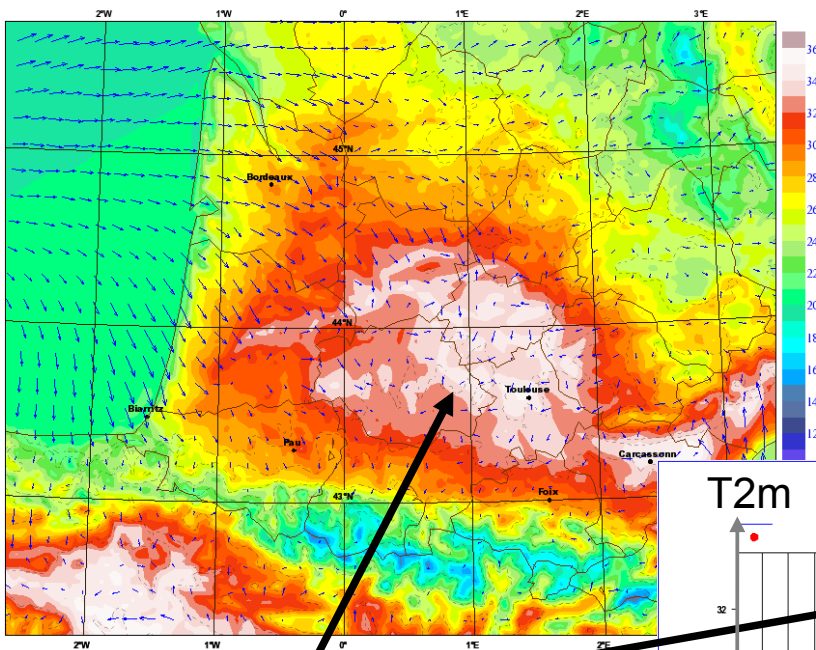 2°W 1°W 0° 1°E 2°E 3°E
36
34
32
30
28
26
24
22
20
18
16
14
12
45°N
Bordeaux
44°N
Toulouse
Biarritz
Pau
Carcassonn
Foix
43°N
T2m
32
2°W 1°W 0° 1°E 2°E